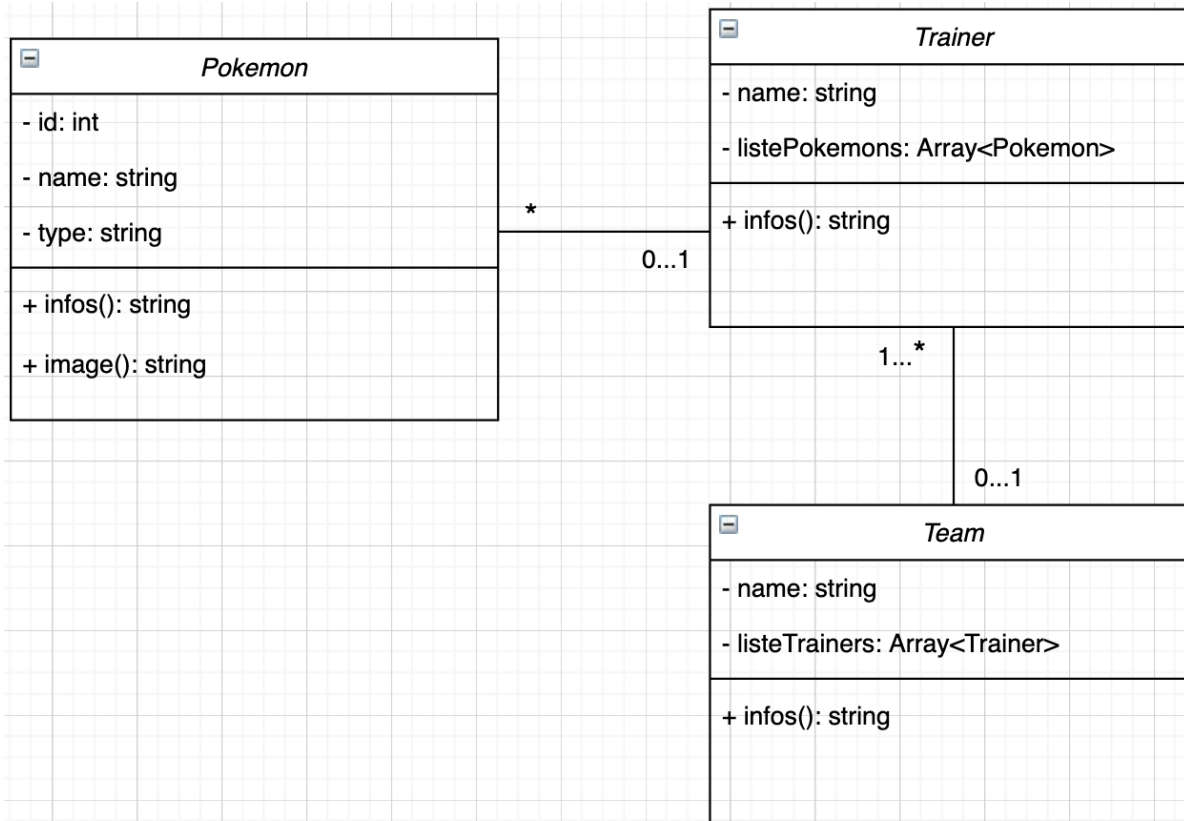 Pokemon
- id: int
- name: string
- type: string
+ infos(): string
+ image(): string
*
0...1
Trainer
- name: string
- listePokemons: Array<Pokemon>
+ infos(): string
1...*
0...1
Team
- name: string
- listeTrainers: Array<Trainer>
+ infos(): string